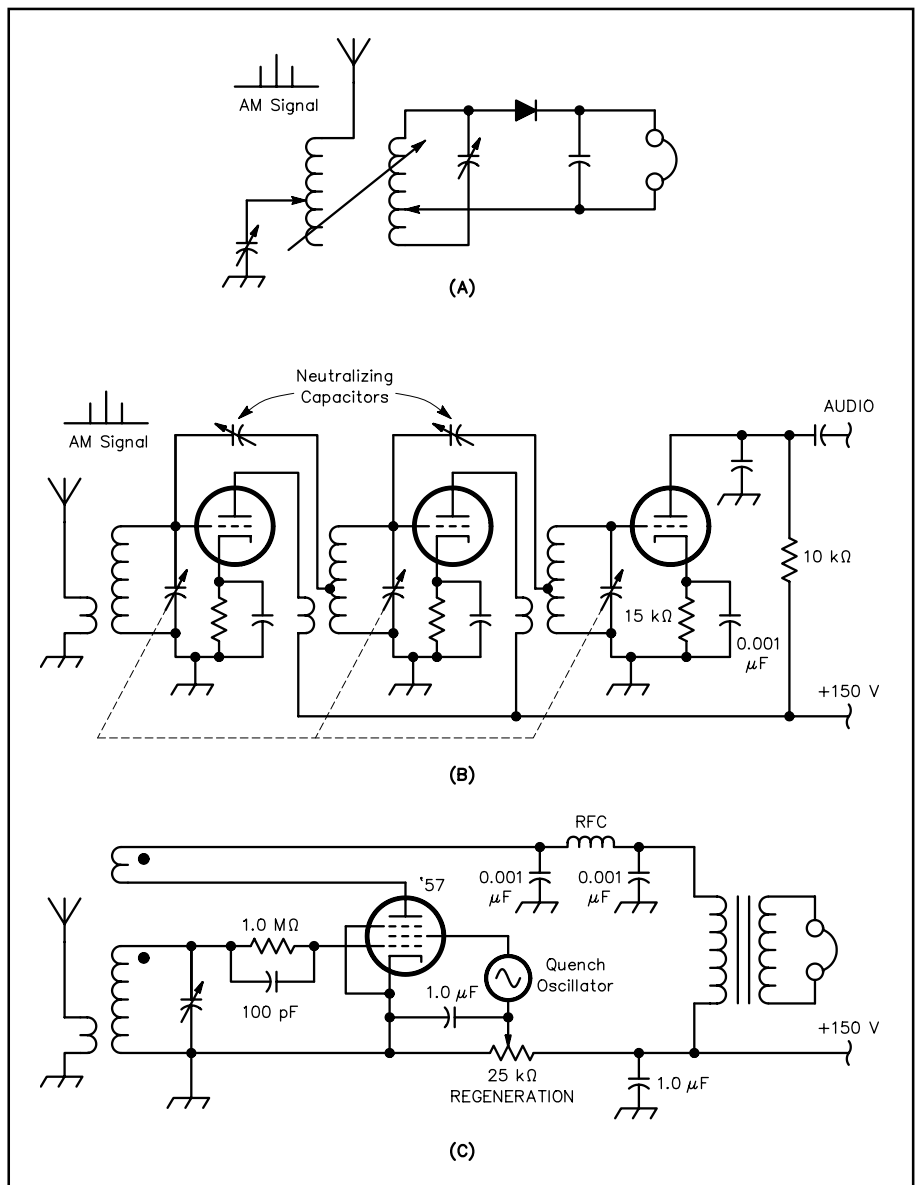 AM Signal
(A)
Neutralizing
Capacitors
AM Signal
AUDIO
10 kΩ
15 kΩ
0.001
μF
+150 V
(B)
RFC
0.001
μF
0.001
μF
'57
1.0 MΩ
100 pF
Quench
Oscillator
1.0 μF
+150 V
25 kΩ
REGENERATION
1.0 μF
(C)